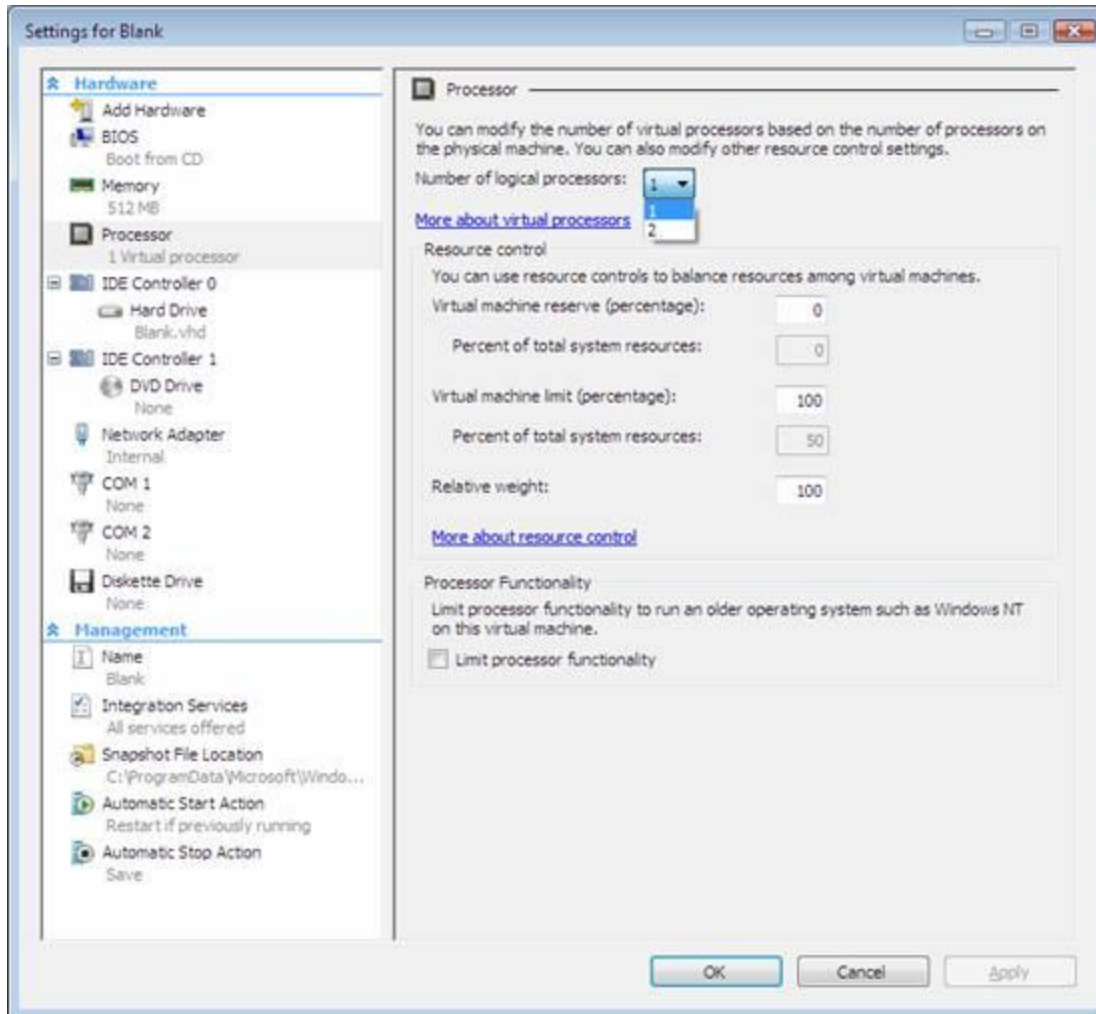 Settings for Blank
Hardware
Add Hardware
BIOS
Boot from CD
Memory
512 MB
Processor
1 Virtual processor
IDE Controller 0
Hard Drive
Blank.vhd
IDE Controller 1
DVD Drive
None
Network Adapter
Internal
COM 1
None
COM 2
None
Diskette Drive
None
Management
Name
Blank
Integration Services
All services offered
Snapshot File Location
C:\ProgramData\Microsoft\Windo...
Automatic Start Action
Restart if previously running
Automatic Stop Action
Save
Processor
You can modify the number of virtual processors based on the number of processors on
the physical machine. You can also modify other resource control settings.
Number of logical processors: 1
1
2
More about virtual processors
Resource control
You can use resource controls to balance resources among virtual machines.
Virtual machine reserve (percentage): 0
Percent of total system resources: 0
Virtual machine limit (percentage): 100
Percent of total system resources: 50
Relative weight: 100
More about resource control
Processor Functionality
Limit processor functionality to run an older operating system such as Windows NT
on this virtual machine.
Limit processor functionality
OK Cancel Apply